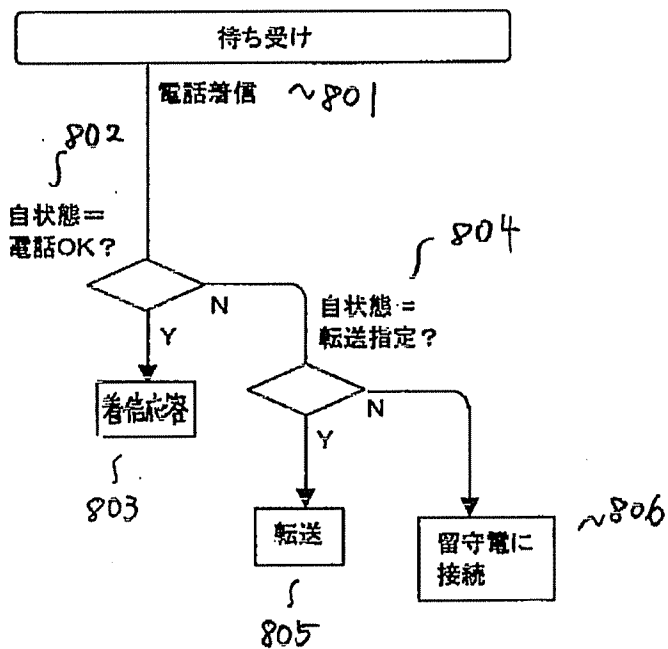 待ち受け
電話着信 ~801
802
自状態=
電話OK?
804
自状態=
転送指定?
N
Y
着信応答
803
N
Y
転送
805
留守電に
接続
~806